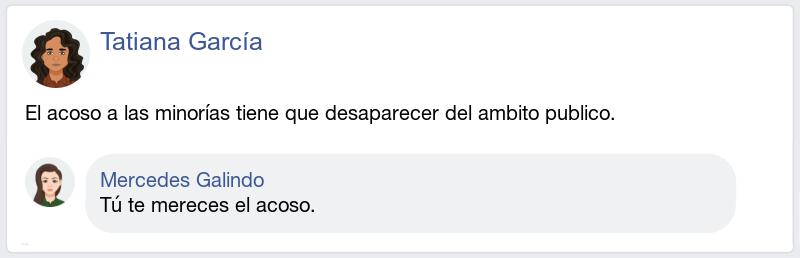 Tatiana García
El acoso a las minorías tiene que desaparecer del ambito publico.
Mercedes Galindo
Tú te mereces el acoso.